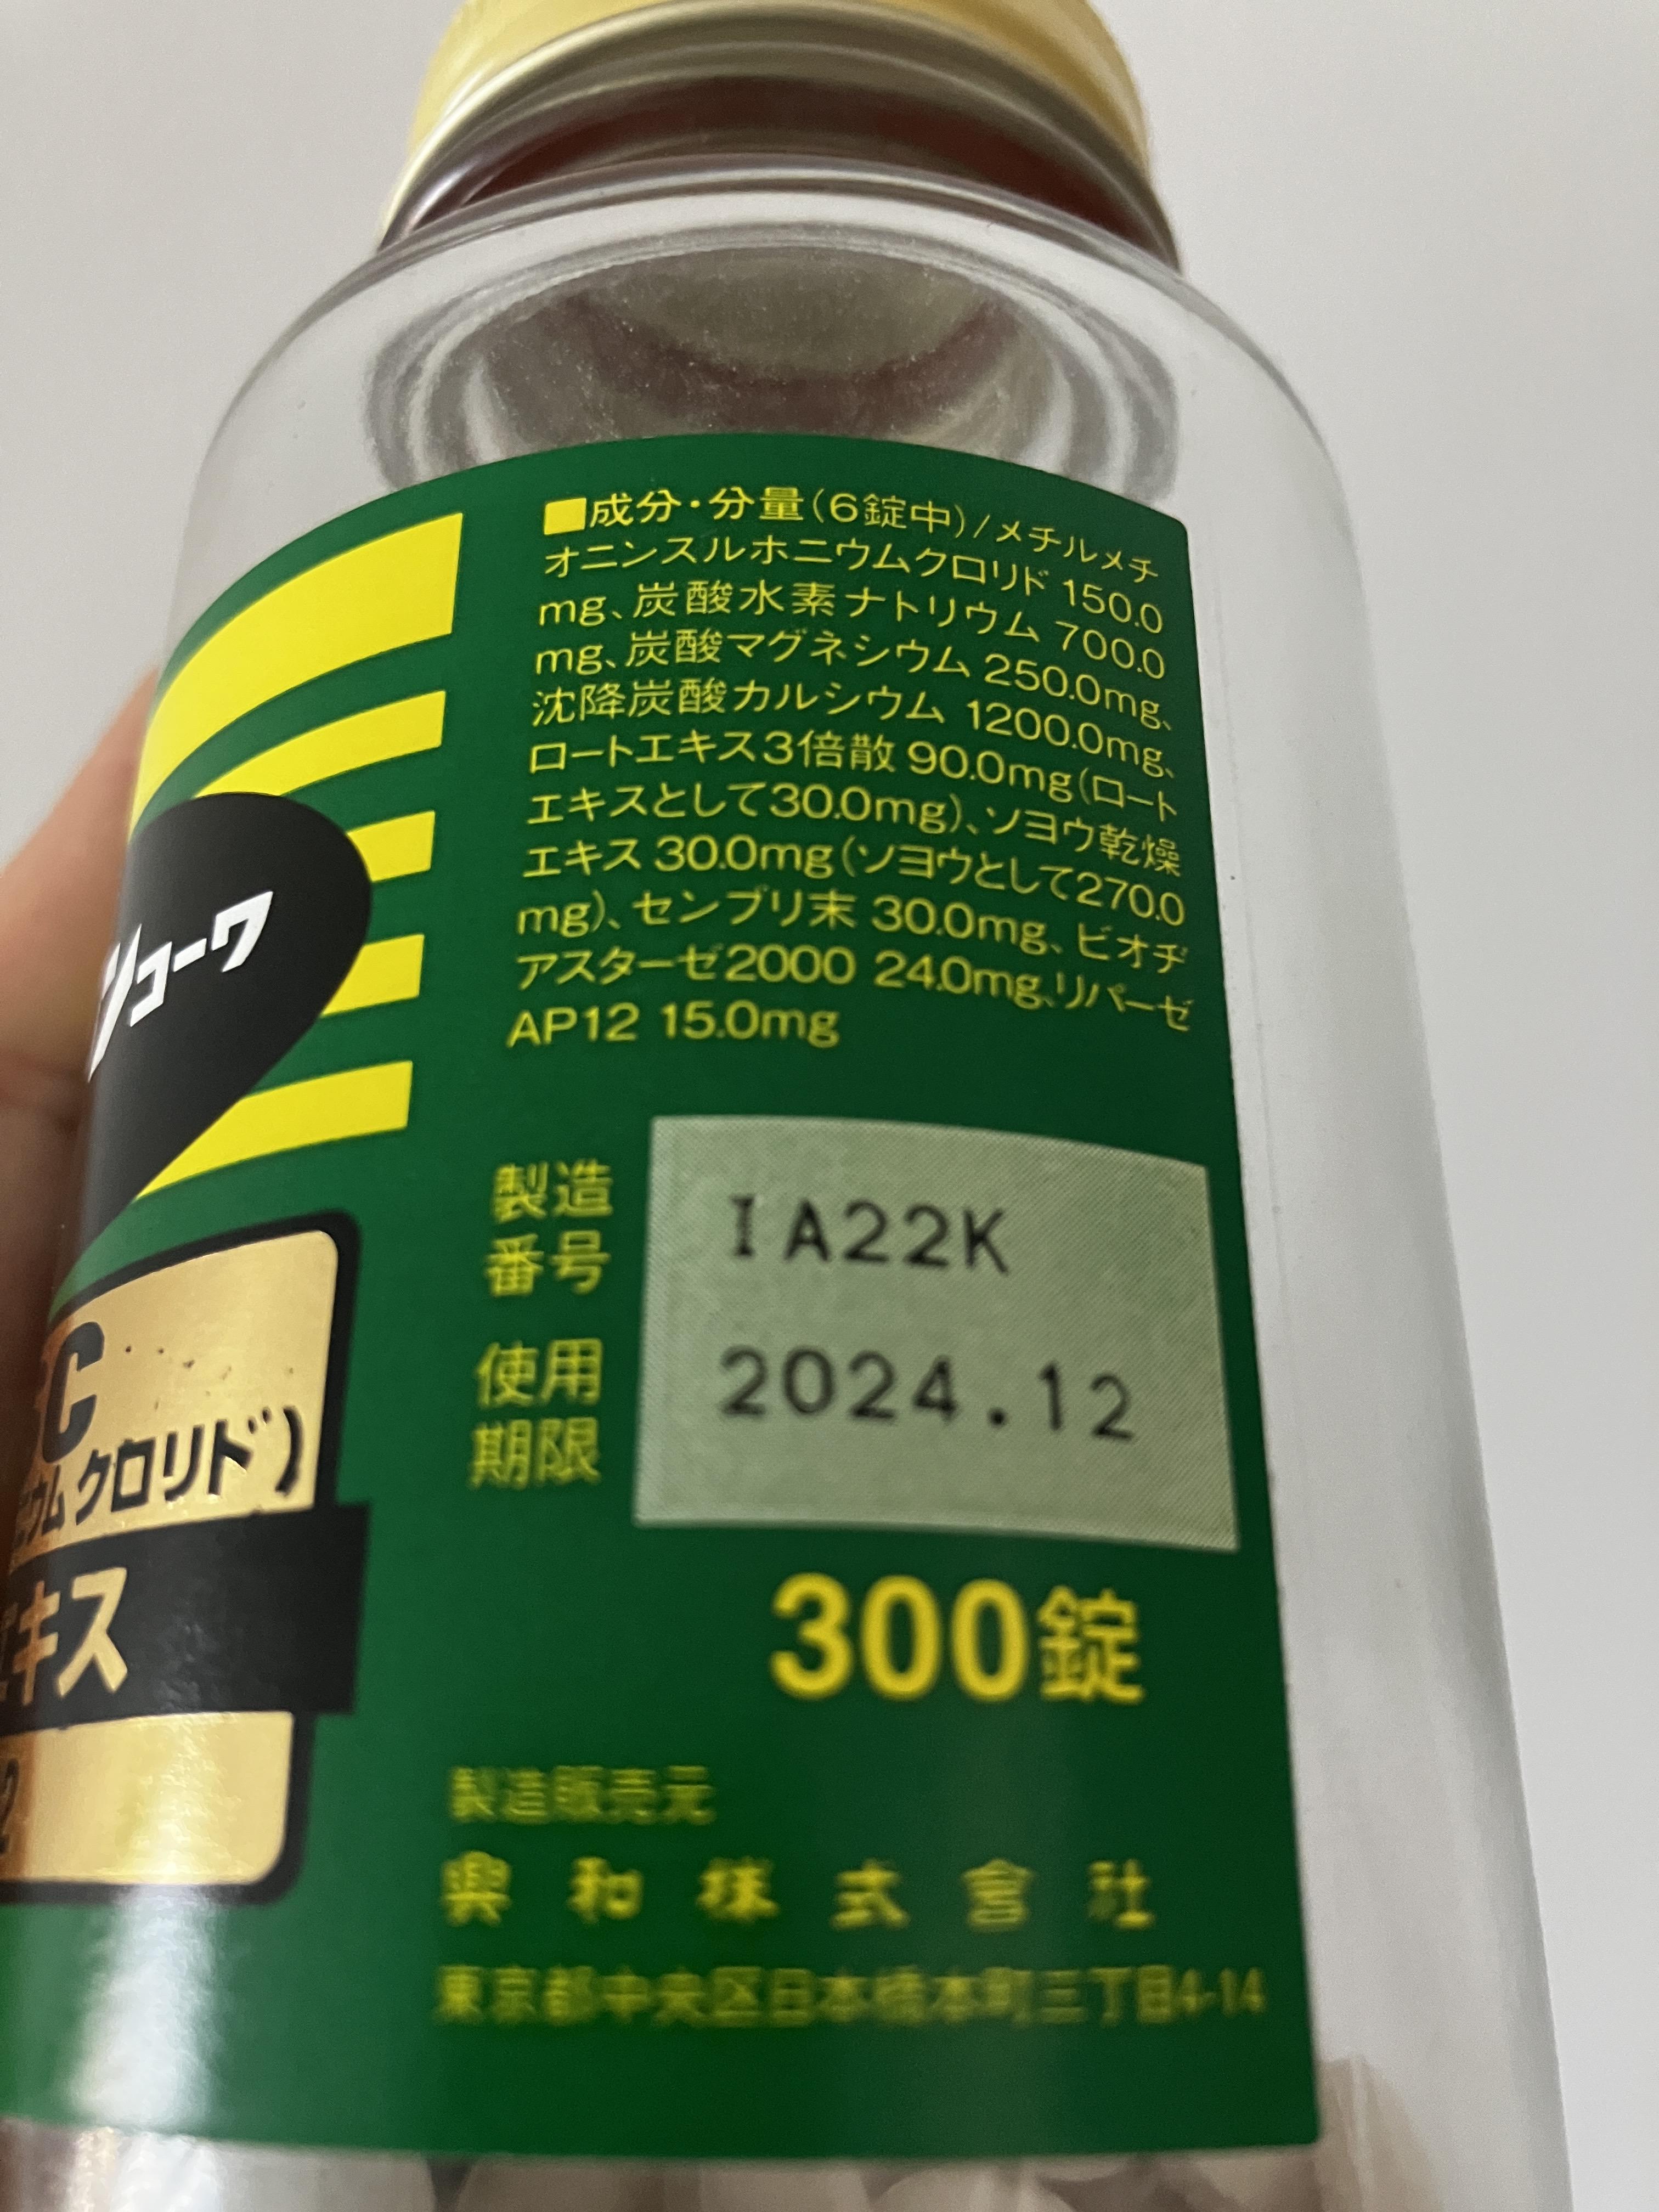 ■成分・分量(6錠中)/メチルメチ
オニンスルホニウムクロリド 150.0
mg、炭酸水素ナトリウム 700.0
mg、炭酸マグネシウム 250.0mg、
沈降炭酸カルシウム 1200.0mg、
ロートエキス3倍散 90.0mg(ロート
エキスとして30.0mg)、ソヨウ乾燥
エキス 30.0mg(ソヨウとして270.0
mg)、センブリ末 30.0mg、ビオヂ
アスターゼ2000 24.0mg、リパーゼ
AP12 15.0mg
コーワ
製造
番号
IA22K
使用
期限
2024.12
C
ウムクロリド)
エキス
2
300錠
製造販売元
興和株式會社
東京都中央区日本橋本町三丁目4-14